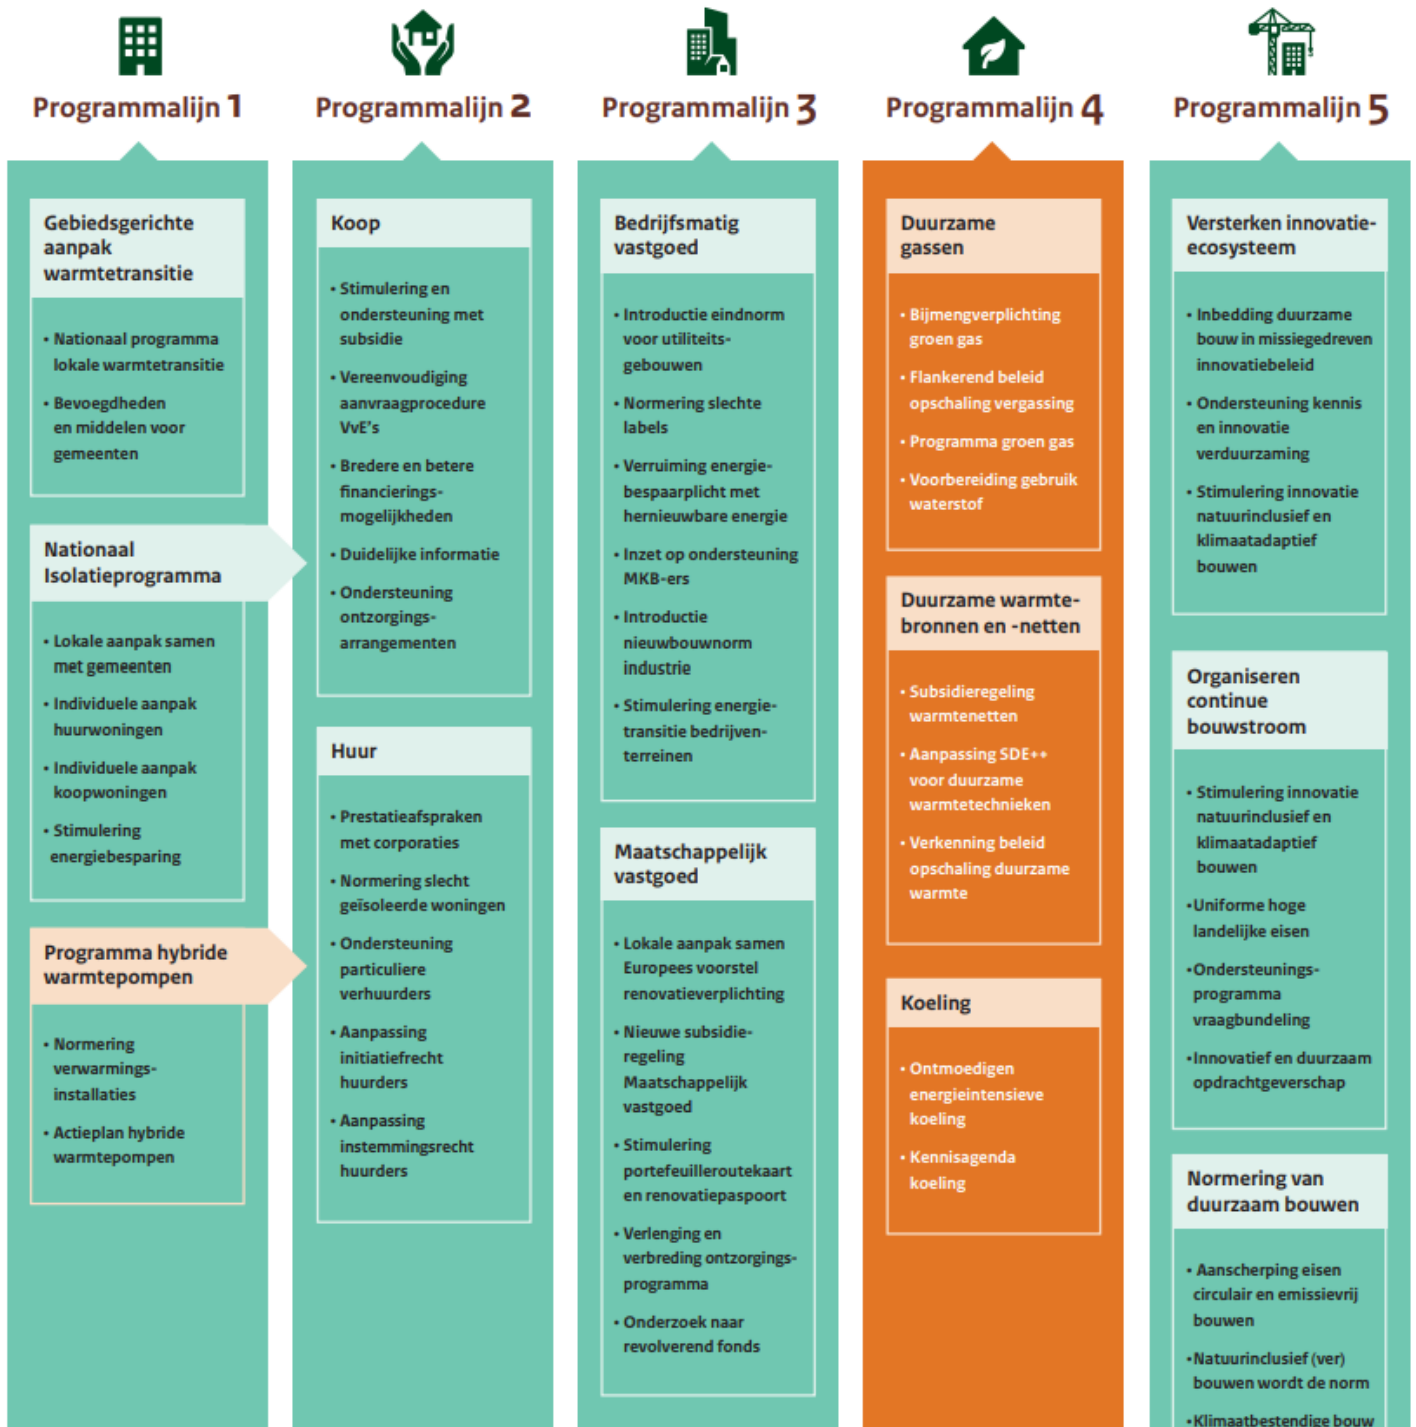 Programmalijn 1
Gebiedsgerichte
aanpak
warmtetransitie
• Nationaal programma
lokale warmtetransitie
• Bevoegdheden
en middelen voor
gemeenten
Nationaal
Isolatieprogramma
• Lokale aanpak samen
met gemeenten
• Individuele aanpak
huurwoningen
• Individuele aanpak
koopwoningen
• Stimulering
energiebesparing
Programma hybride
warmtepompen
• Normering
verwarmings-
installaties
• Actieplan hybride
warmtepompen
Programmalijn 2
Koop
• Stimulering en
ondersteuning met
subsidie
• Vereenvoudiging
aanvraagprocedure
VvE's
• Bredere en betere
financierings-
mogelijkheden
• Duidelijke informatie
• Ondersteuning
ontzorgings-
arrangementen
Huur
• Prestatieafspraken
met corporaties
• Normering slecht
geïsoleerde woningen
• Ondersteuning
particuliere
verhuurders
• Aanpassing
initiatiefrecht
huurders
• Aanpassing
instemmingsrecht
huurders
Programmalijn 3
Bedrijfsmatig
vastgoed
• Introductie eindnorm
voor utiliteits-
gebouwen
• Normering slechte
labels
• Verruiming energie-
bespaarplicht met
hernieuwbare energie
• Inzet op ondersteuning
MKB-ers
• Introductie
nieuwbouwnorm
industrie
• Stimulering energie-
transitie bedrijven-
terreinen
Maatschappelijk
vastgoed
• Lokale aanpak samen
Europees voorstel
renovatieverplichting
• Nieuwe subsidie-
regeling
Maatschappelijk
vastgoed
• Stimulering
portefeuilleroutekaart
en renovatiepaspoort
• Verlenging en
verbreding ontzorgings-
programma
• Onderzoek naar
revolverend fonds
Programmalijn 4
Duurzame
gassen
• Bijmengverplichting
groen gas
• Flankerend beleid
opschaling vergassing
• Programma groen gas
• Voorbereiding gebruik
waterstof
Duurzame warmte-
bronnen en -netten
• Subsidieregeling
warmtenetten
• Aanpassing SDE++
voor duurzame
warmtetechnieken
• Verkenning beleid
opschaling duurzame
warmte
Koeling
• Ontmoedigen
energieintensieve
koeling
• Kennisagenda
koeling
Programmalijn 5
Versterken innovatie-
ecosysteem
• Inbedding duurzame
bouw in missiegedreven
innovatiebeleid
• Ondersteuning kennis
en innovatie
verduurzaming
• Stimulering innovatie
natuurinclusief en
klimaatadaptief
bouwen
Organiseren
continue
bouwstroom
• Stimulering innovatie
natuurinclusief en
klimaatadaptief
bouwen
•Uniforme hoge
landelijke eisen
•Ondersteunings-
programma
vraagbundeling
•Innovatief en duurzaam
opdrachtgeverschap
Normering van
duurzaam bouwen
• Aanscherping eisen
circulair en emissievrij
bouwen
•Natuurinclusief (ver)
bouwen wordt de norm
•Klimaatbestendige bouw